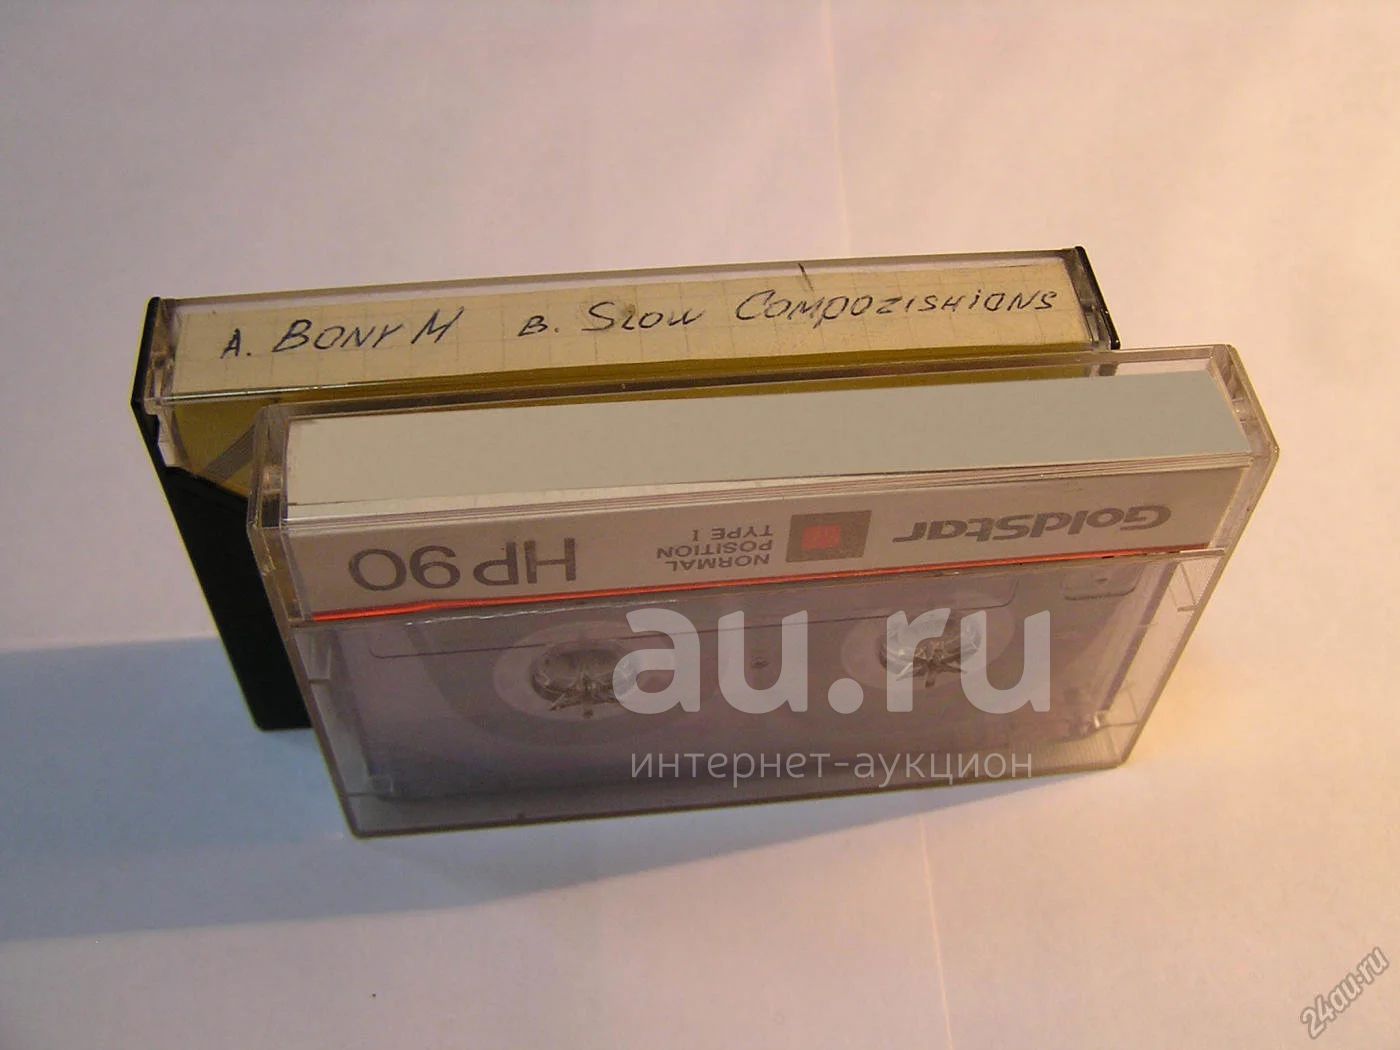 A. BONY M B. SLOW COMPOZISHIONS
GoldStar
HP 90
NORMAL
POSITION
TYPE I
au.ru
интернет-аукцион
24au.ru